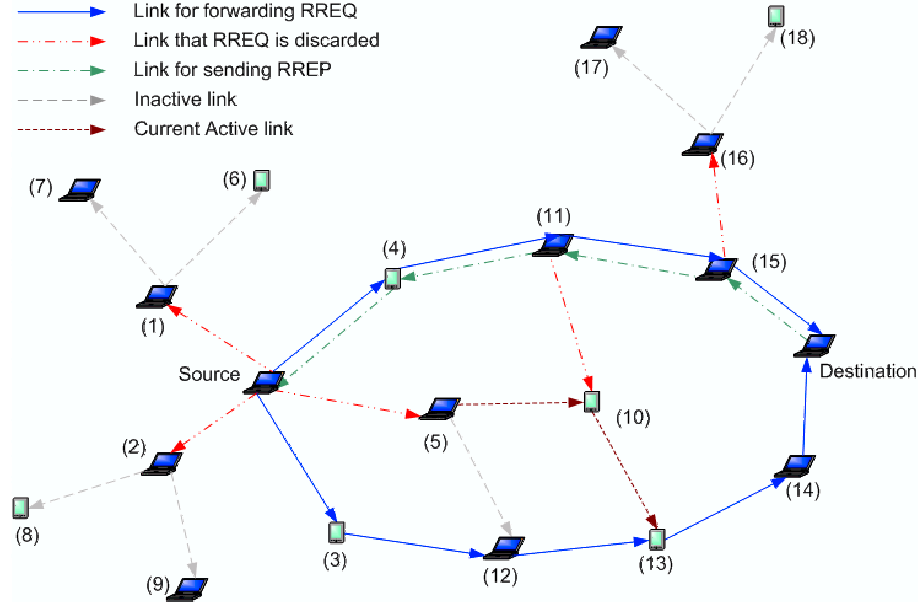 Link for forwarding RREQ
Link that RREQ is discarded
Link for sending RREP
Inactive link
Current Active link
(17)
(18)
(16)
(7)
(6)
(11)
(4)
(15)
(1)
Source
Destination
(10)
(5)
(2)
(14)
(8)
(3)
(12)
(13)
(9)